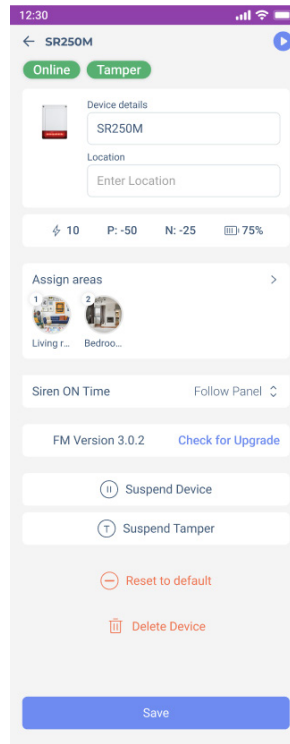 12:30
SR250M
Online Tamper
Device details
SR250M
Location
Enter Location
10 P: -50 N: -25 75%
Assign areas
1 2
Living r... Bedroo...
Siren ON Time Follow Panel
FM Version 3.0.2 Check for Upgrade
Suspend Device
T Suspend Tamper
Reset to default
Delete Device
Save